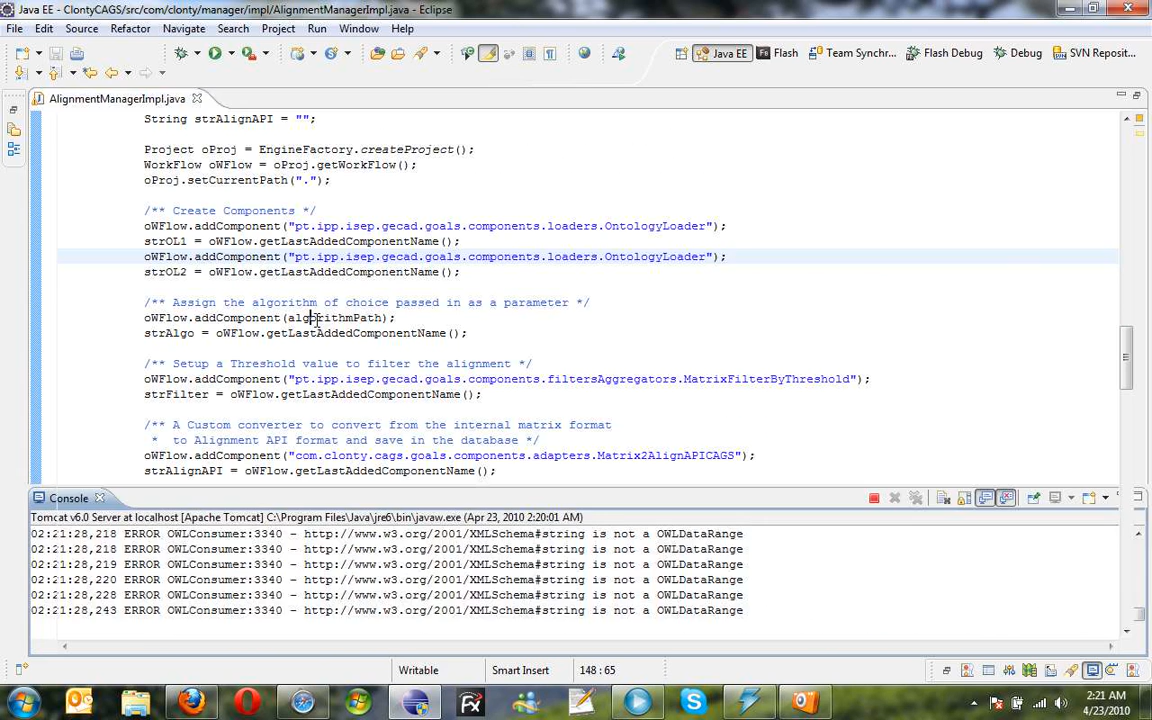 Java EE - ClontyCAGS/src/com/clonty/manager/impl/AlignmentManagerImpl.java - Eclipse
File Edit Source Refactor Navigate Search Project Run Window Help
Java EE Flash Team Synchr... Flash Debug Debug SVN Reposit...
AlignmentManagerImpl.java
String strAlignAPI = "";
Project oProj = EngineFactory.createProject();
WorkFlow oWFlow = oProj.getWorkFlow();
oProj.setCurrentPath(".");
/** Create Components */
oWFlow.addComponent("pt.ipp.isep.gecad.goals.components.loaders.OntologyLoader");
strOL1 = oWFlow.getLastAddedComponentName();
oWFlow.addComponent("pt.ipp.isep.gecad.goals.components.loaders.OntologyLoader");
strOL2 = oWFlow.getLastAddedComponentName();
/** Assign the algorithm of choice passed in as a parameter */
oWFlow.addComponent(algorithmPath);
strAlgo = oWFlow.getLastAddedComponentName();
/** Setup a Threshold value to filter the alignment */
oWFlow.addComponent("pt.ipp.isep.gecad.goals.components.filtersAggregators.MatrixFilterByThreshold");
strFilter = oWFlow.getLastAddedComponentName();
/** A Custom converter to convert from the internal matrix format
* to Alignment API format and save in the database */
oWFlow.addComponent("com.clonty.cags.goals.components.adapters.Matrix2AlignAPICAGS");
strAlignAPI = oWFlow.getLastAddedComponentName();
Console
Tomcat v6.0 Server at localhost [Apache Tomcat] C:\Program Files\Java\jre6\bin\javaw.exe (Apr 23, 2010 2:20:01 AM)
02:21:28,218 ERROR OWLConsumer:3340 - http://www.w3.org/2001/XMLSchema#string is not a OWLDataRange
02:21:28,218 ERROR OWLConsumer:3340 - http://www.w3.org/2001/XMLSchema#string is not a OWLDataRange
02:21:28,219 ERROR OWLConsumer:3340 - http://www.w3.org/2001/XMLSchema#string is not a OWLDataRange
02:21:28,220 ERROR OWLConsumer:3340 - http://www.w3.org/2001/XMLSchema#string is not a OWLDataRange
02:21:28,228 ERROR OWLConsumer:3340 - http://www.w3.org/2001/XMLSchema#string is not a OWLDataRange
02:21:28,243 ERROR OWLConsumer:3340 - http://www.w3.org/2001/XMLSchema#string is not a OWLDataRange
Writable Smart Insert 148 : 65
2:21 AM
4/23/2010